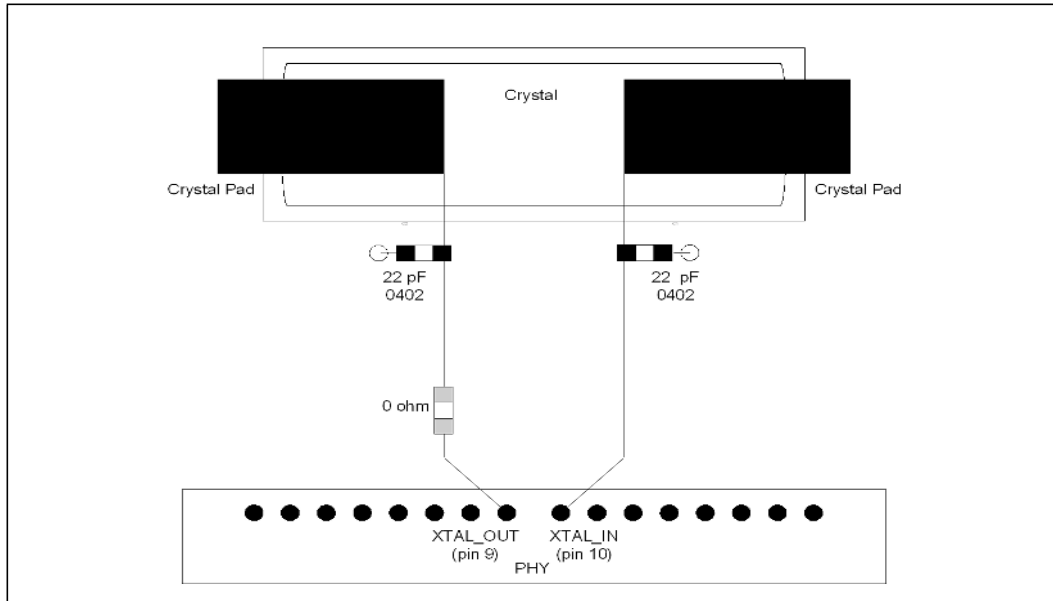 Crystal
Crystal Pad
Crystal Pad
22 pF
0402
22 pF
0402
0 ohm
XTAL_OUT
(pin 9)
XTAL_IN
(pin 10)
PHY